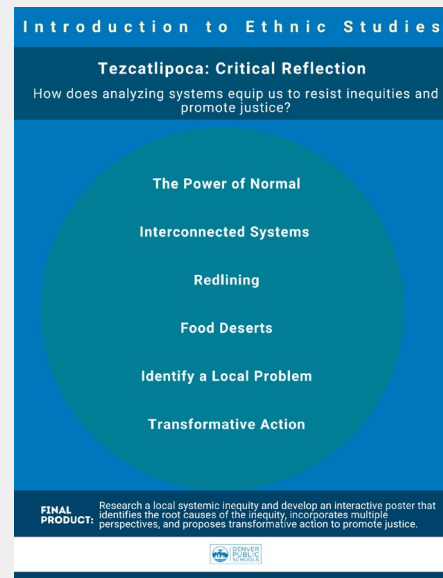 Introduction to Ethnic Studies
Tezcatlipoca: Critical Reflection
How does analyzing systems equip us to resist inequities and
promote justice?
The Power of Normal
Interconnected Systems
Redlining
Food Deserts
Identify a Local Problem
Transformative Action
FINAL
PRODUCT:
Research a local systemic inequity and develop an interactive poster that
identifies the root causes of the inequity, incorporates multiple
perspectives, and proposes transformative action to promote justice.
DENVER
PUBLIC
SCHOOLS